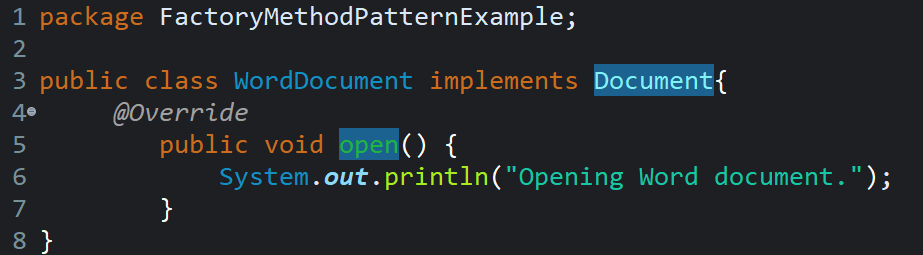 1 package FactoryMethodPatternExample;
2
3 public class WordDocument implements Document{
4     @Override
5         public void open() {
6             System.out.println("Opening Word document.");
7         }
8 }